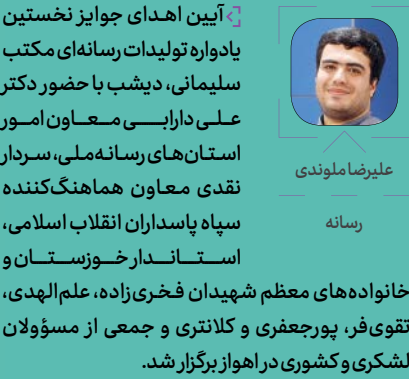 آیین اهدای جوایز نخستین
یادواره تولیدات رسانه‌ای مکتب
سلیمانی، دیشب با حضور دکتر
علی دارابی معاون امور
استان‌های رسانه‌ملی، سردار
نقدی معاون هماهنگ‌کننده
سپاه پاسداران انقلاب اسلامی،
استاندار خوزستان و
خانواده‌های معظم شهیدان فخری‌زاده، علم‌الهدی،
تقوی‌فر، پورجعفری و کلانتری و جمعی از مسؤولان
لشکری و کشوری در اهواز برگزار شد.
علیرضا ملوندی
رسانه